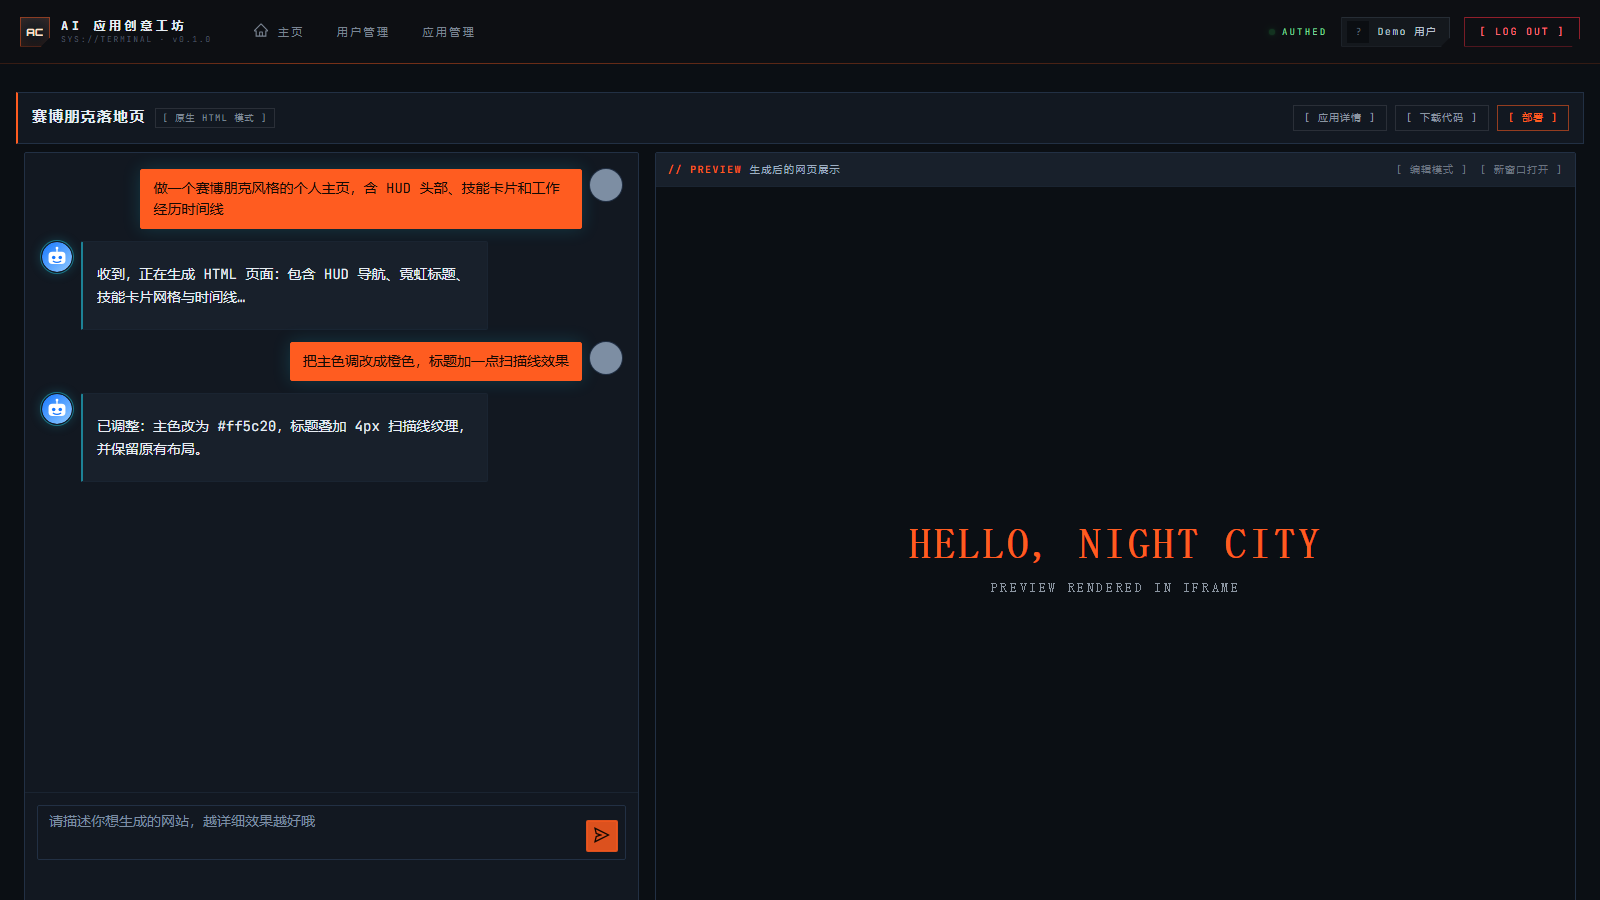 AC
AI 应用创意工坊
SYS://TERMINAL · v0.1.0
主页
用户管理
应用管理
AUTHED
? Demo 用户
[ LOG OUT ]
赛博朋克落地页
[ 原生 HTML 模式 ]
[ 应用详情 ]
[ 下载代码 ]
[ 部署 ]
做一个赛博朋克风格的个人主页，含 HUD 头部、技能卡片和工作
经历时间线
收到，正在生成 HTML 页面：包含 HUD 导航、霓虹标题、
技能卡片网格与时间线…
把主色调改成橙色，标题加一点扫描线效果
已调整：主色改为 #ff5c20，标题叠加 4px 扫描线纹理，
并保留原有布局。
请描述你想生成的网站，越详细效果越好哦
// PREVIEW 生成后的网页展示
[ 编辑模式 ]
[ 新窗口打开 ]
HELLO, NIGHT CITY
PREVIEW RENDERED IN IFRAME